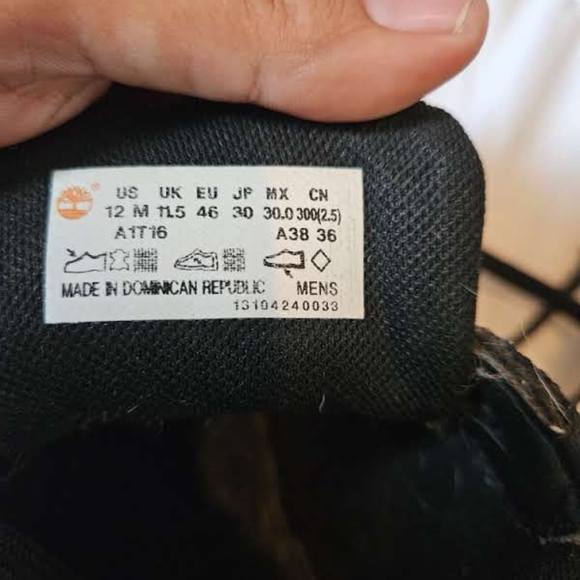 US UK EU JP MX CN
12 M 11.5 46 30 30.0 300(2.5)
A1T16 A38 36
MADE IN DOMINICAN REPUBLIC MENS
13104240033